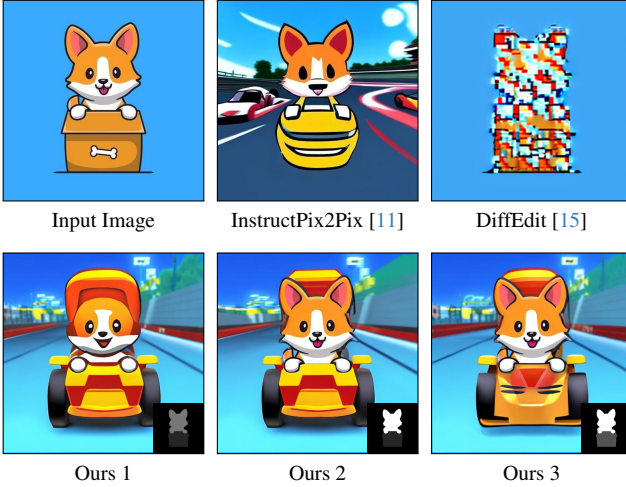 Input Image
InstructPix2Pix [11]
DiffEdit [15]
Ours 1
Ours 2
Ours 3